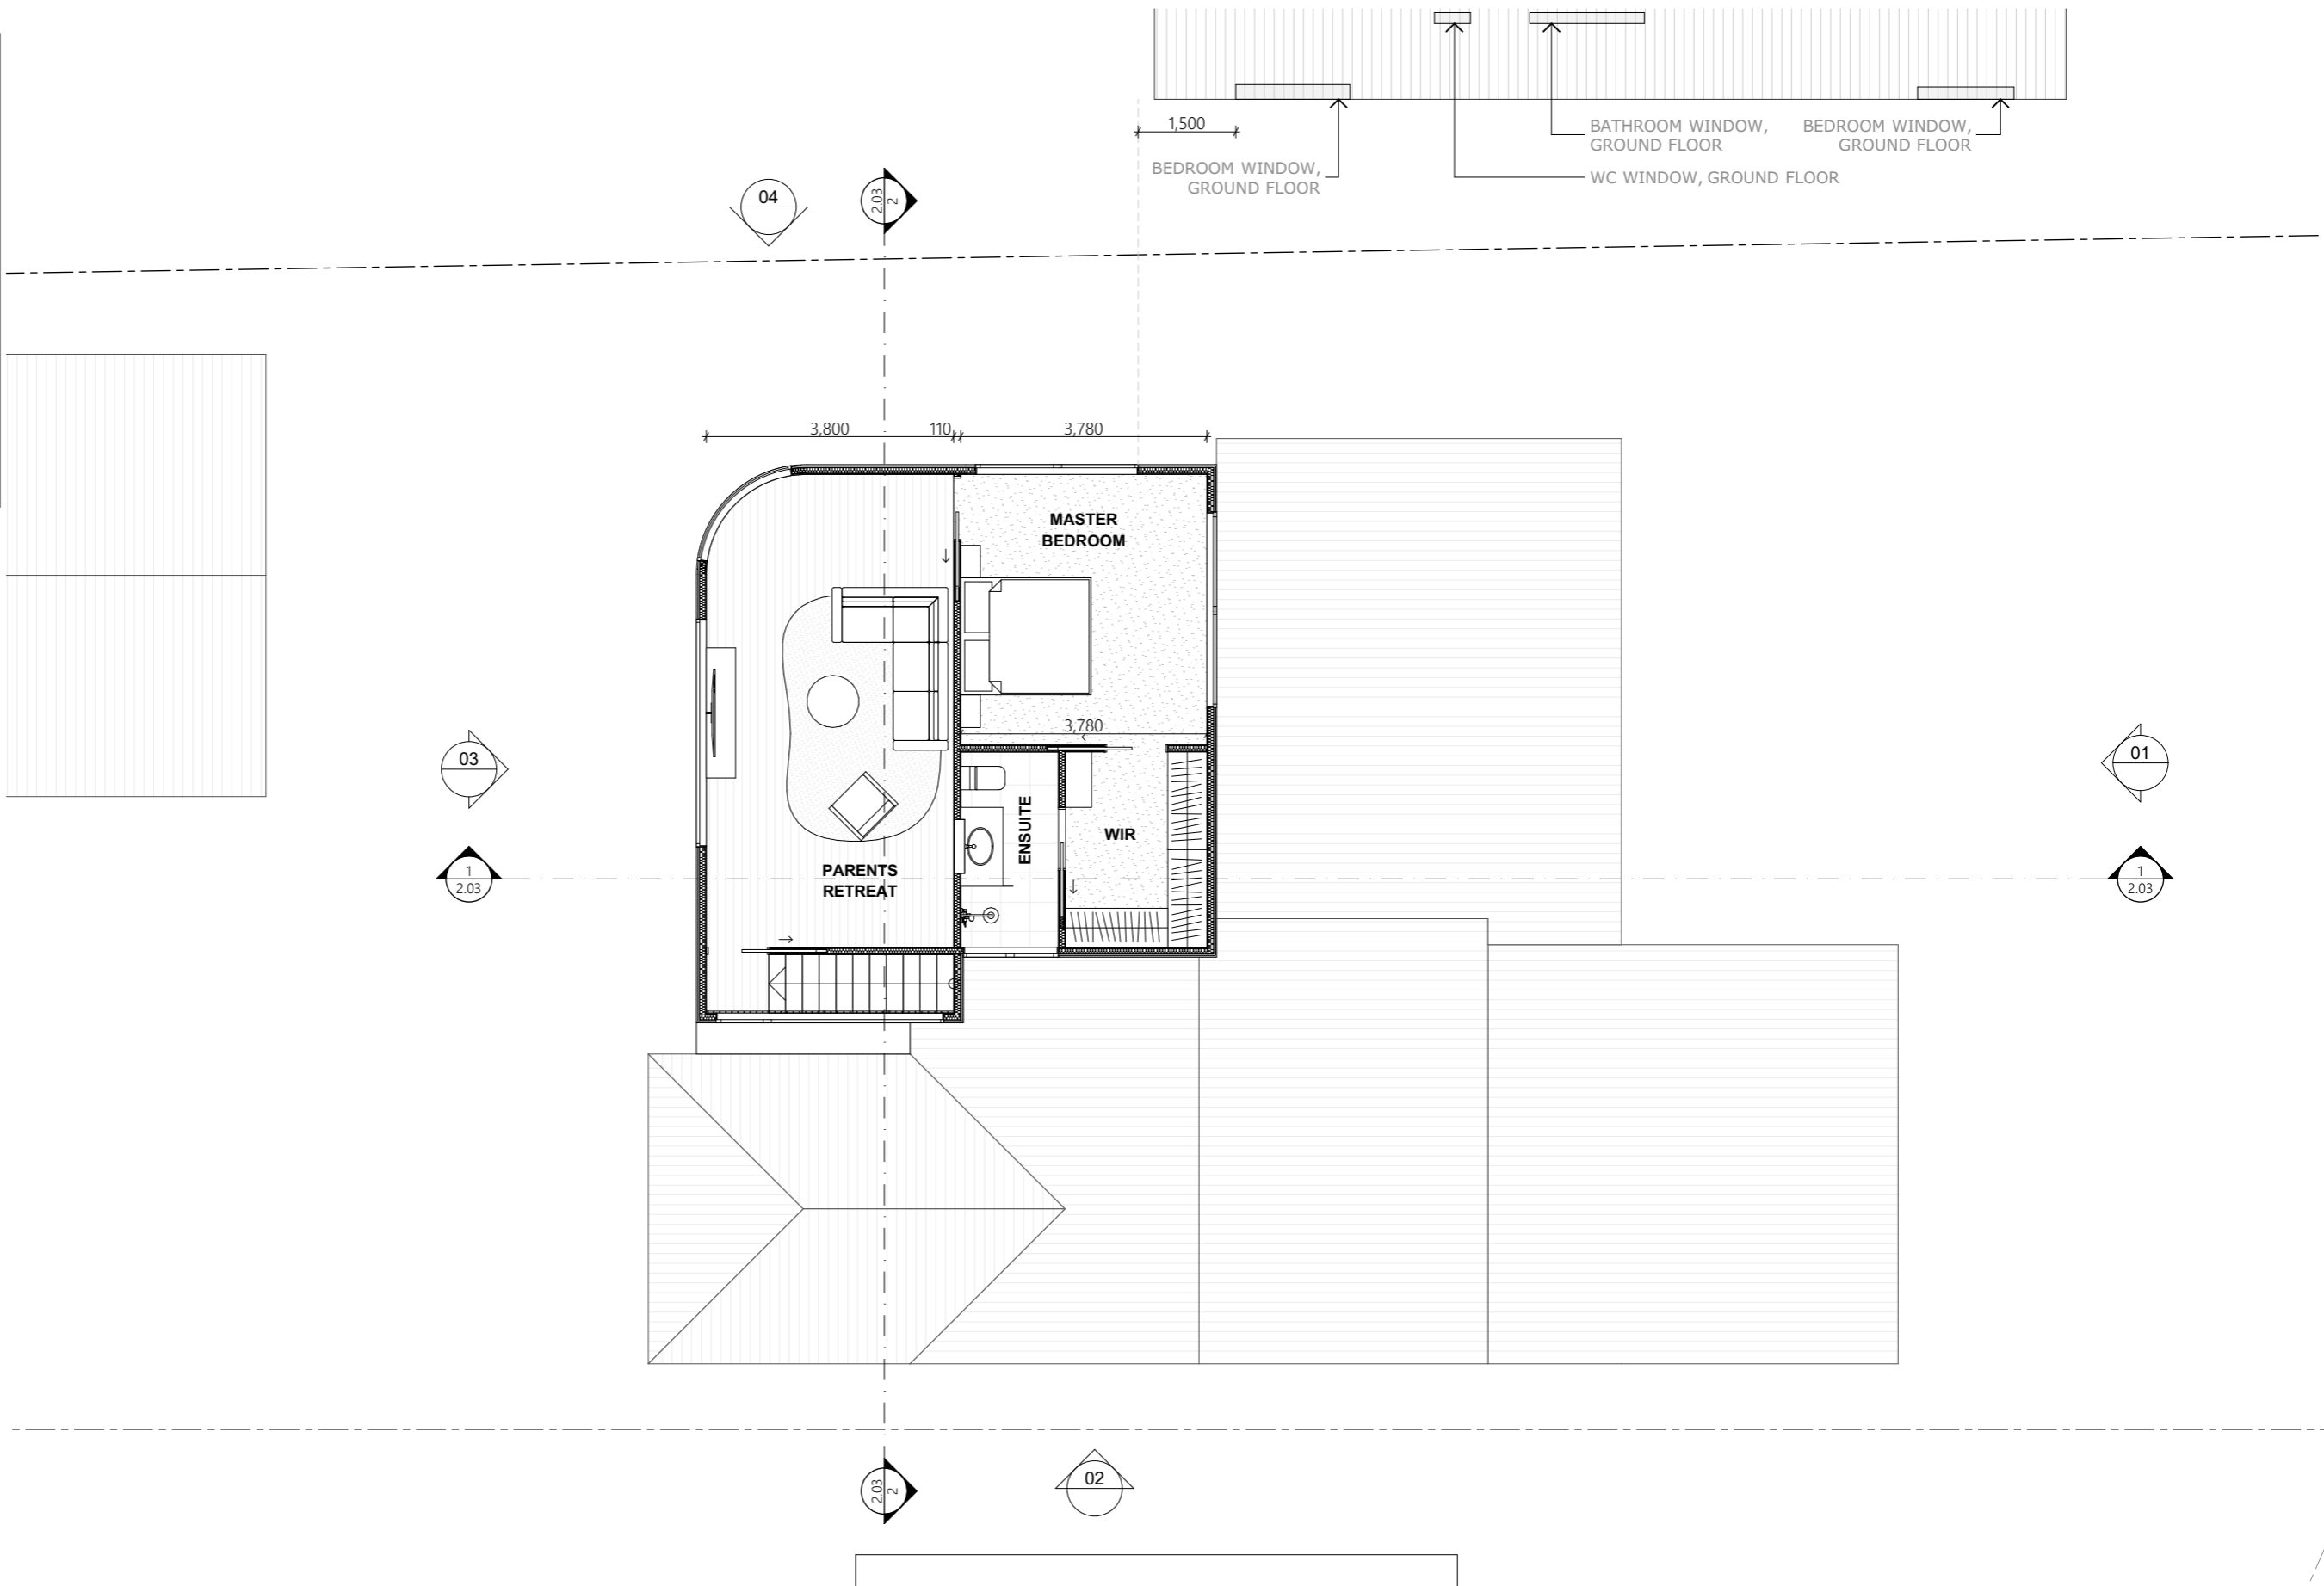 1,500
BATHROOM WINDOW,
GROUND FLOOR
BEDROOM WINDOW,
GROUND FLOOR
BEDROOM WINDOW,
GROUND FLOOR
WC WINDOW, GROUND FLOOR
04
2.03
2
3,800
110
3,780
MASTER
BEDROOM
3,780
03
01
ENSUITE
WIR
PARENTS
RETREAT
1
2.03
1
2.03
02
2.03
2